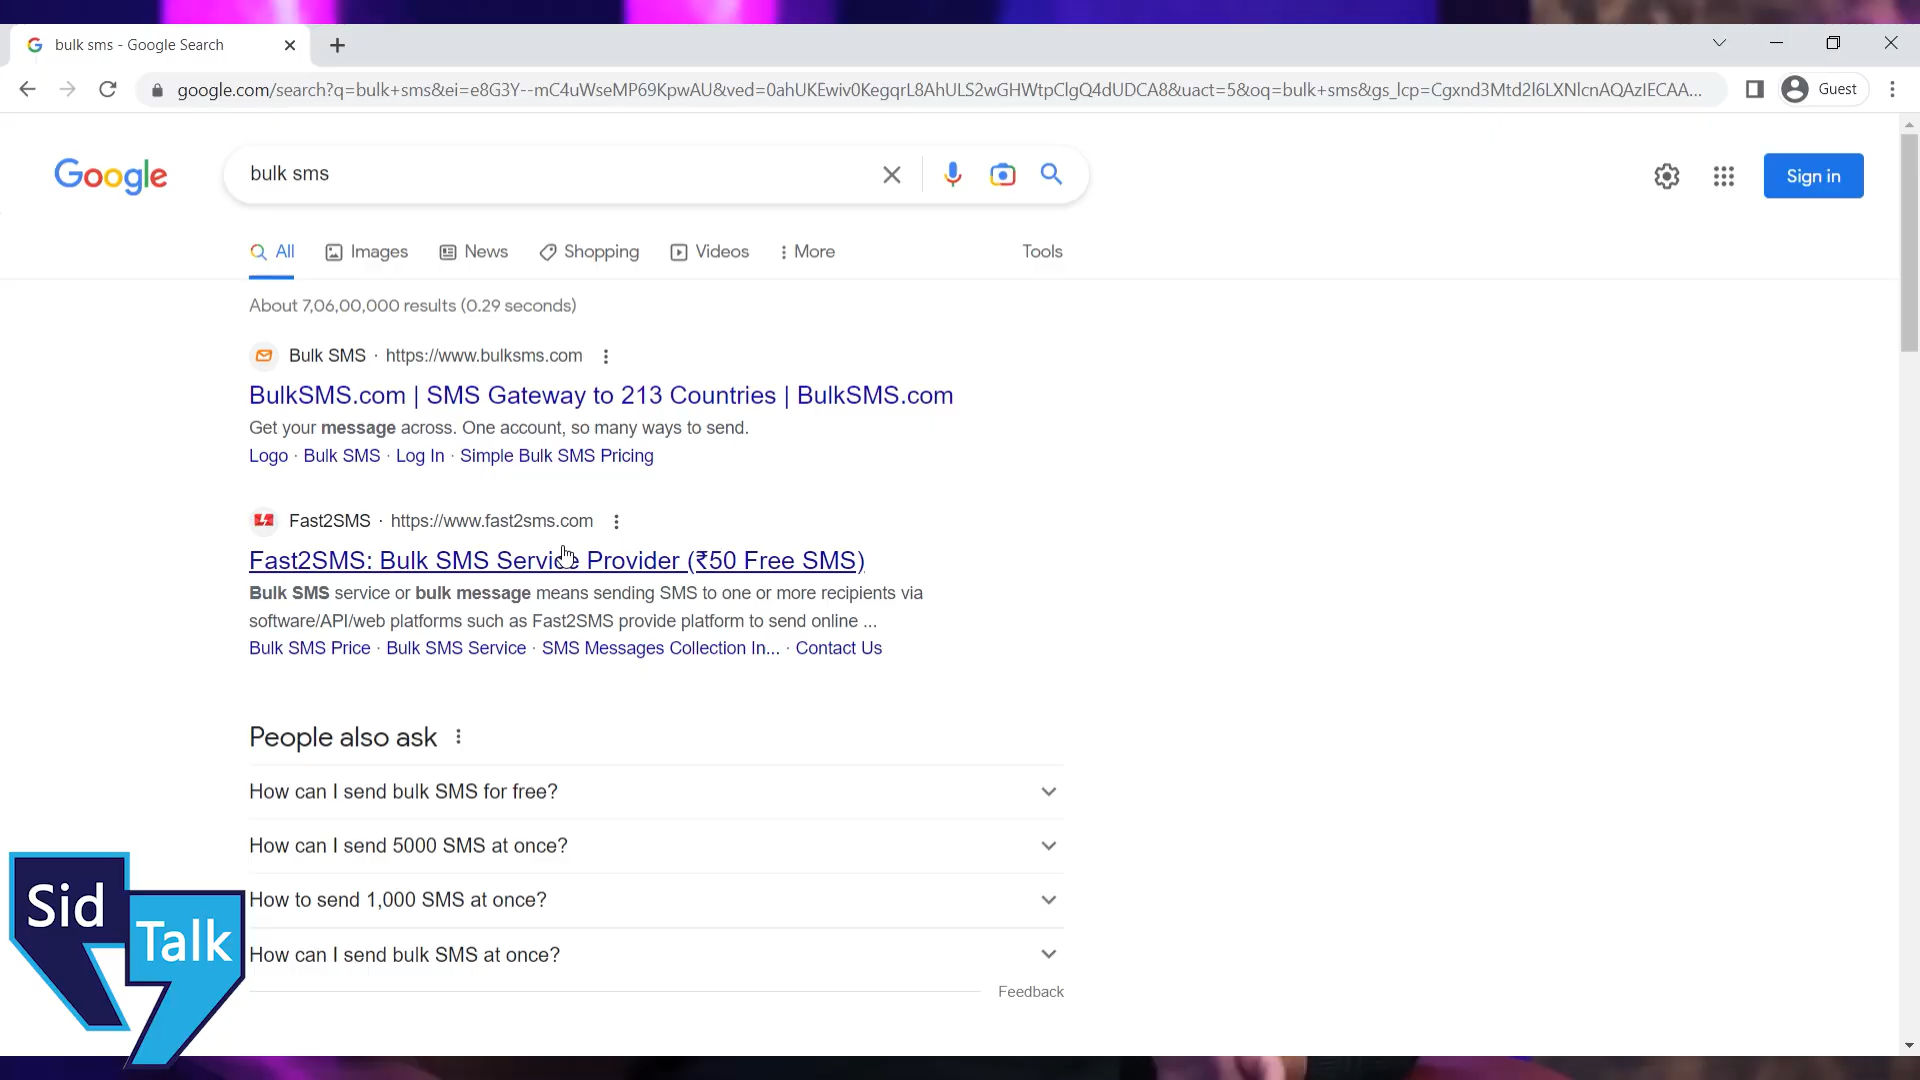 bulk sms - Google Search
google.com/search?q=bulk+sms&ei=e8G3Y--mC4uWseMP69KpwAU&ved=0ahUKEwiv0KegqrL8AhULS2wGHWtpClgQ4dUDCA8&uact=5&oq=bulk+sms&gs_lcp=Cgxnd3Mtd2l6LXNlcnAQAzIECAA...
Guest
Google
bulk sms
Sign in
All Images News Shopping Videos More Tools
About 7,06,00,000 results (0.29 seconds)
Bulk SMS · https://www.bulksms.com
BulkSMS.com | SMS Gateway to 213 Countries | BulkSMS.com
Get your message across. One account, so many ways to send.
Logo · Bulk SMS · Log In · Simple Bulk SMS Pricing
Fast2SMS · https://www.fast2sms.com
Fast2SMS: Bulk SMS Service Provider (₹50 Free SMS)
Bulk SMS service or bulk message means sending SMS to one or more recipients via
software/API/web platforms such as Fast2SMS provide platform to send online ...
Bulk SMS Price · Bulk SMS Service · SMS Messages Collection In... · Contact Us
People also ask
How can I send bulk SMS for free?
How can I send 5000 SMS at once?
How to send 1,000 SMS at once?
How can I send bulk SMS at once?
Feedback
Sid
Talk